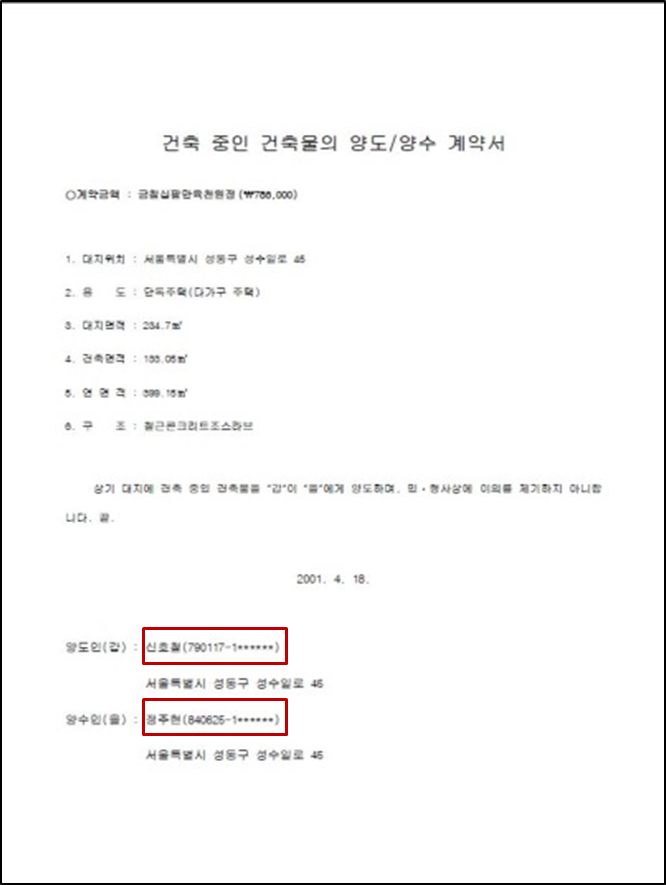 건축 중인 건축물의 양도/양수 계약서
○계약금액 : 금칠십팔만육천원정(₩786,000)
1. 대지위치 : 서울특별시 성동구 성수일로 45
2. 용 도 : 단독주택(다가구 주택)
3. 대지면적 : 234.7㎡
4. 건축면적 : 133.05㎡
5. 연 면 적 : 399.15㎡
6. 구 조 : 철근콘크리트조스라브
상기 대지에 건축 중인 건축물을 "갑"이 "을"에게 양도하며, 민·형사상에 이의를 제기하지 아니합
니다. 끝.
2001. 4. 18.
양도인(갑) : 신호철(790117-1******)
서울특별시 성동구 성수일로 45
양수인(을) : 정주현(840625-1******)
서울특별시 성동구 성수일로 45